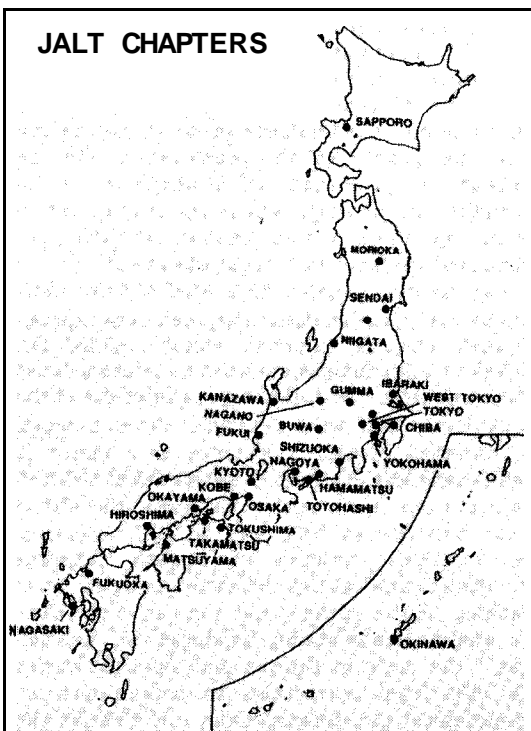 JALT CHAPTERS
SAPPORO
MORIOKA
SENDAI
NIIGATA
IBARAKI
GUMMA
WEST TOKYO
KANAZAWA
NAGANO
TOKYO
SUWA
CHIBA
FUKUI
SHIZUOKA
YOKOHAMA
NAGOYA
KYOTO
HAMAMATSU
KOBE
OKAYAMA
OSAKA
TOYOHASHI
HIROSHIMA
TOKUSHIMA
TAKAMATSU
MATSUYAMA
FUKUOKA
NAGASAKI
OKINAWA